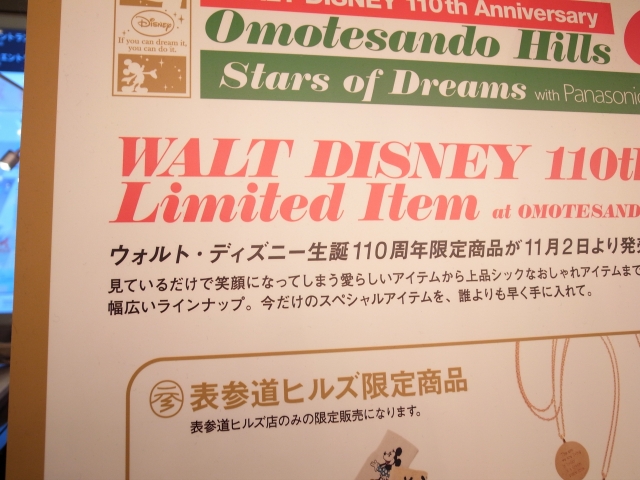 DISNEY 110th Anniversary
Disney
If you can dream it,
you can do it.
Omotesando Hills
Stars of Dreams with Panasonic
WALT DISNEY 110th
Limited Item at OMOTESAND
ウォルト・ディズニー生誕110周年限定商品が11月2日より発売
見ているだけで笑顔になってしまう愛らしいアイテムから上品シックなおしゃれアイテムまで
幅広いラインナップ。今だけのスペシャルアイテムを、誰よりも早く手に入れて。
表参道ヒルズ限定商品
表参道ヒルズ店のみの限定販売になります。